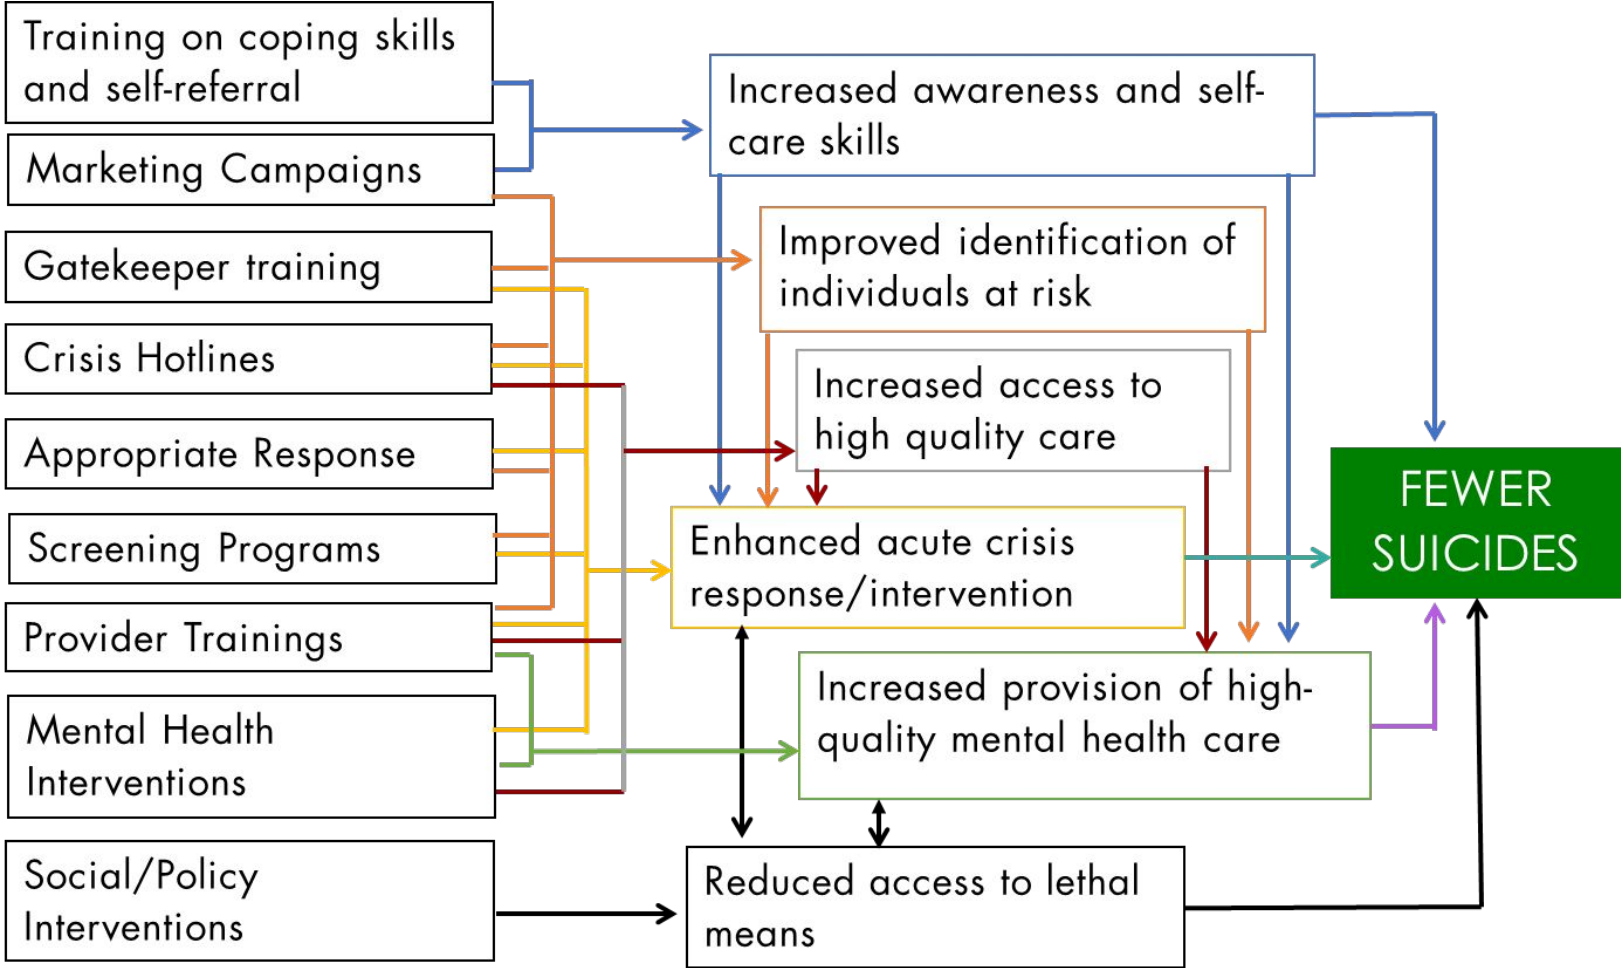 Training on coping skills
and self-referral
Marketing Campaigns
Gatekeeper training
Crisis Hotlines
Appropriate Response
Screening Programs
Provider Trainings
Mental Health
Interventions
Social/Policy
Interventions
Increased awareness and self-
care skills
Improved identification of
individuals at risk
Increased access to
high quality care
Enhanced acute crisis
response/intervention
Increased provision of high-
quality mental health care
Reduced access to lethal
means
FEWER
SUICIDES